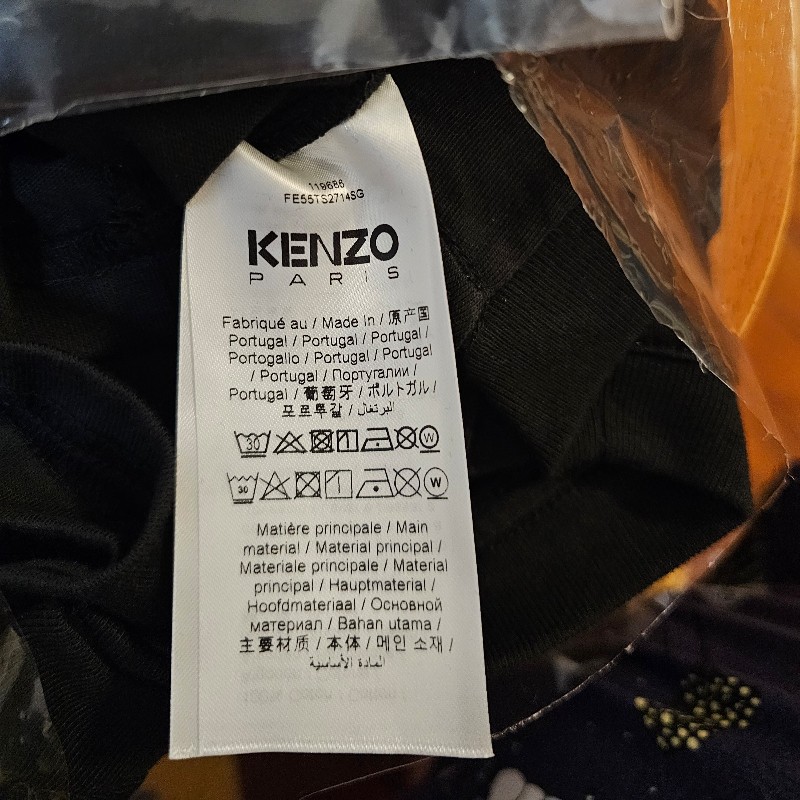 119686
FE55TS2714SG
KENZO
PARIS
Fabriqué au / Made In / 原产国
Portugal / Portugal / Portugal /
Portogallo / Portugal / Portugal
/ Portugal / Португалии /
Portugal / 葡萄牙 / ポルトガル /
포르투갈 / البرتغال
30 W
30 W
Matière principale / Main
material / Material principal /
Materiale principale / Material
principal / Hauptmaterial /
Hoofdmateriaal / Основной
материал / Bahan utama /
主要材质 / 本体 / 메인 소재 /
المادة الأساسية